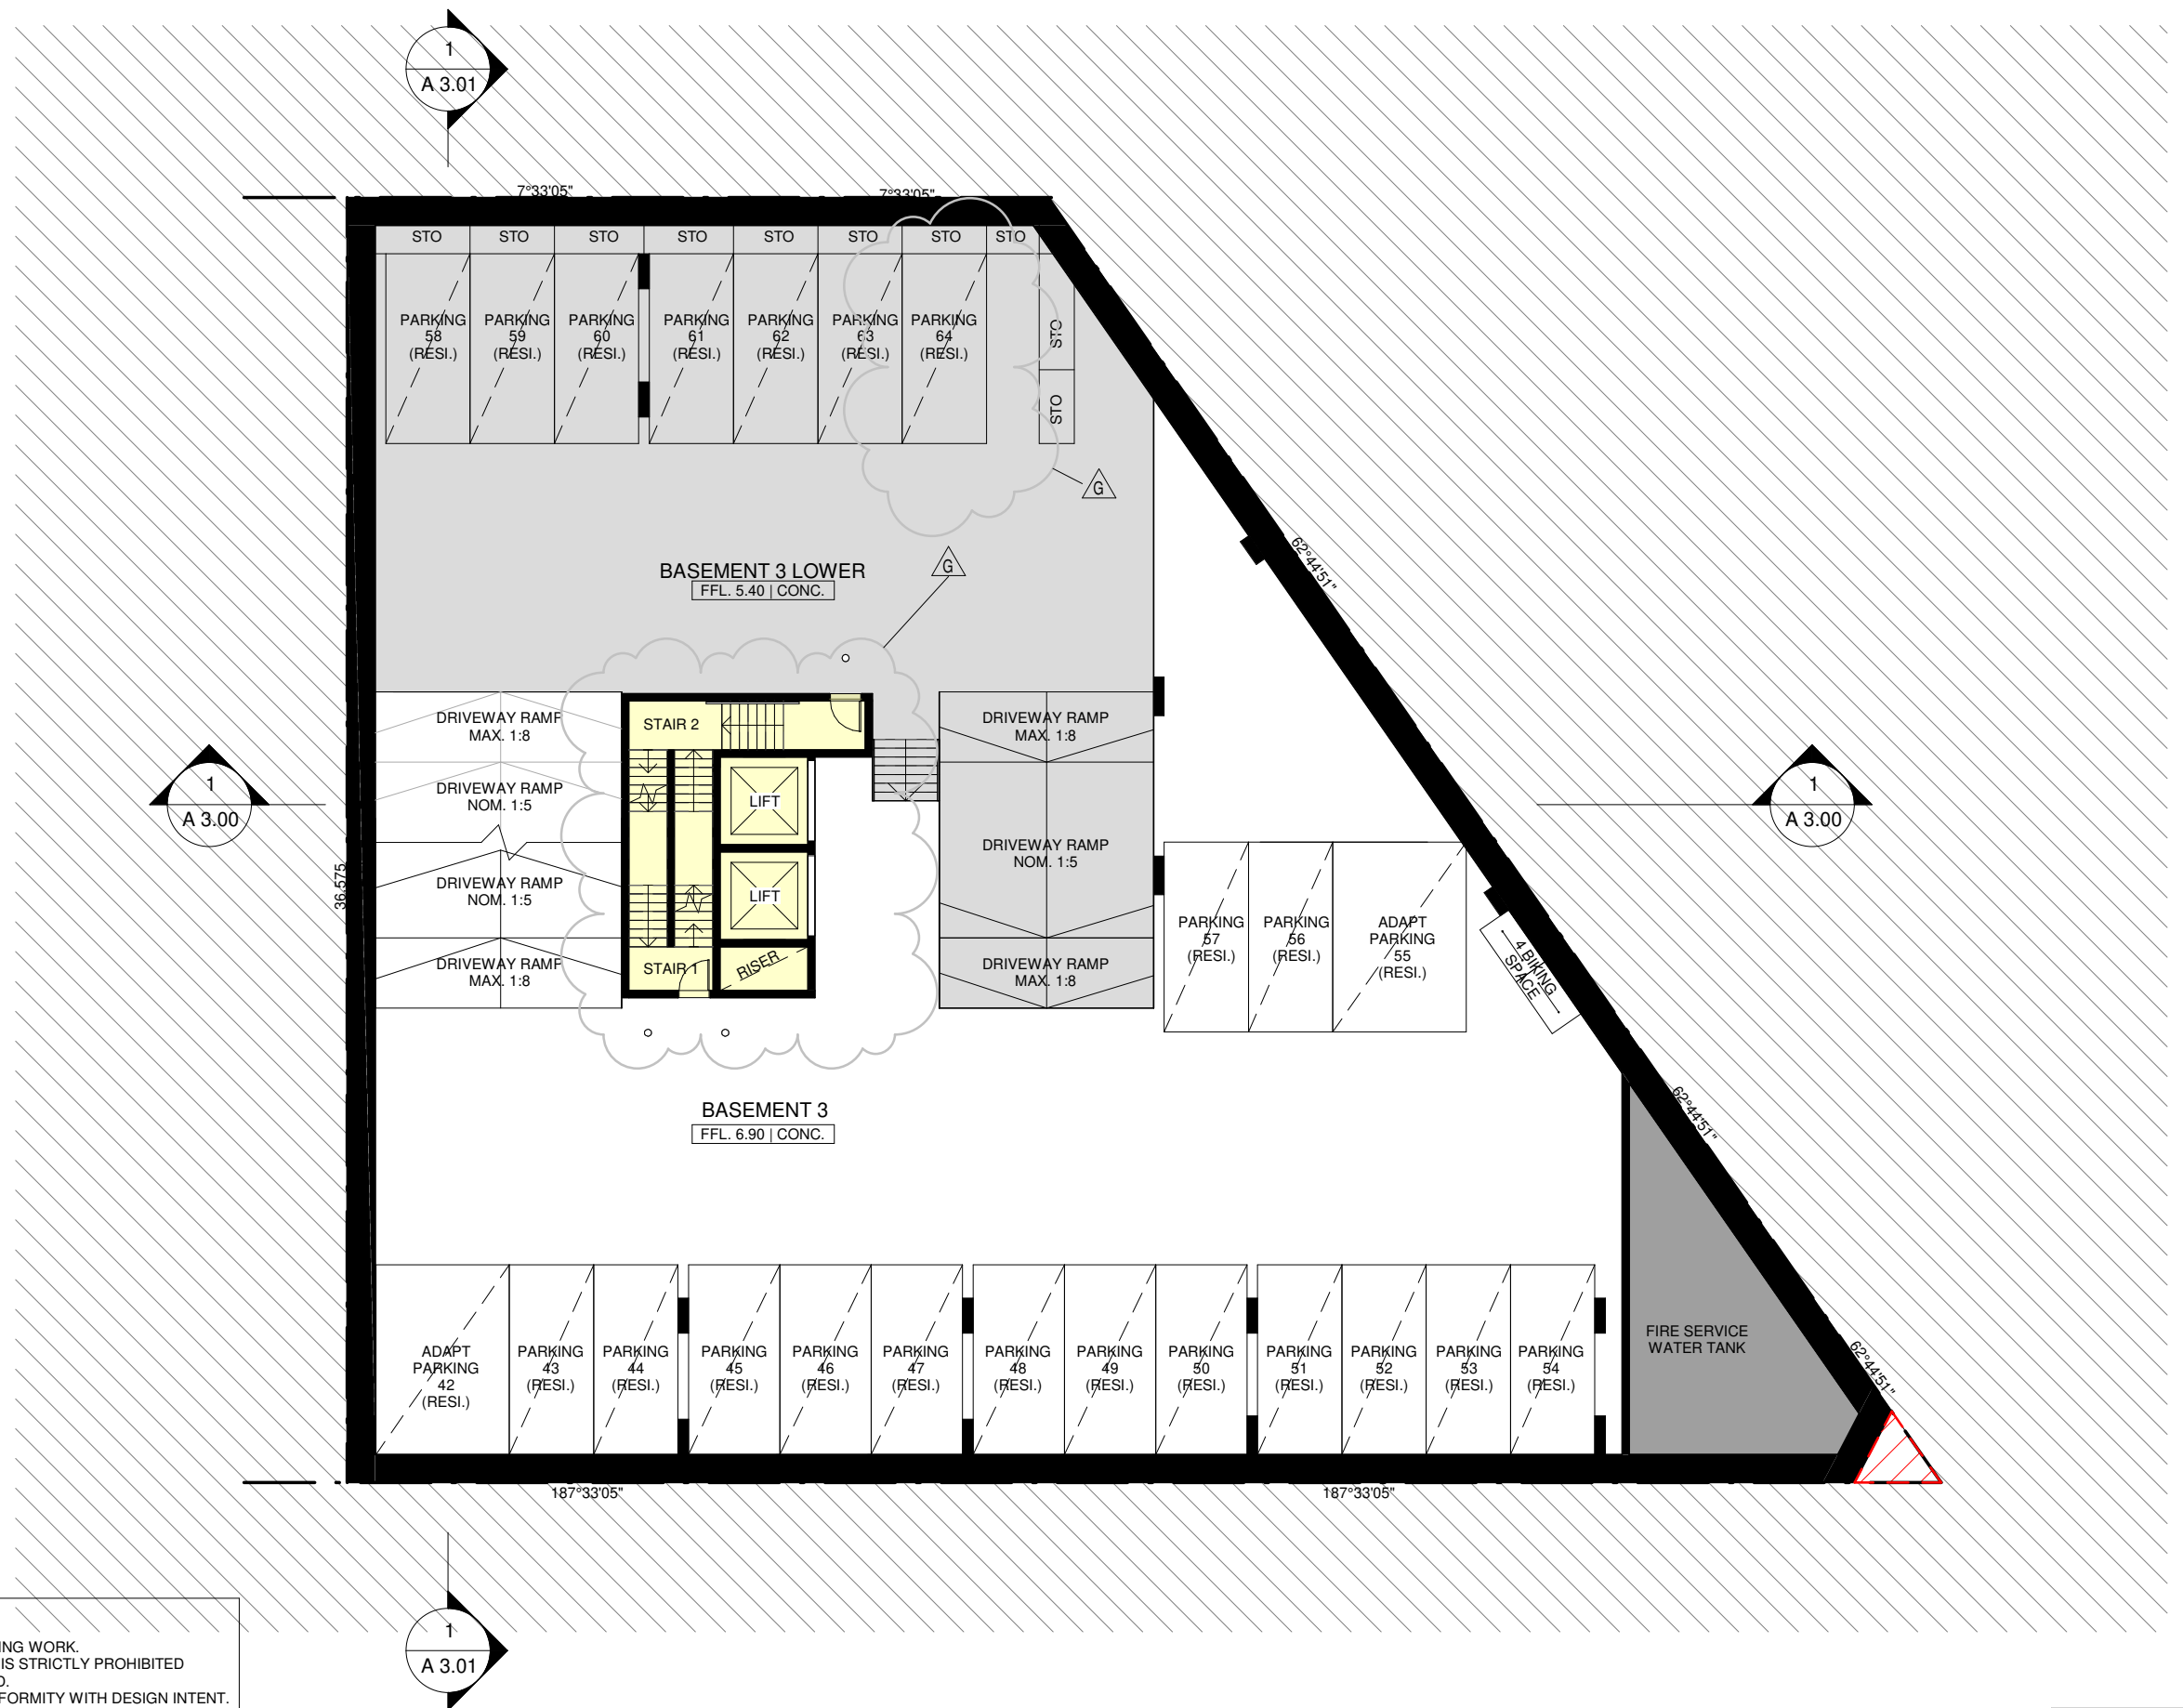 1
A 3.01
7°33'05"
7°33'05"
STO
STO
STO
STO
STO
STO
STO
STO
PARKING
58
(RESI.)
PARKING
59
(RESI.)
PARKING
60
(RESI.)
PARKING
61
(RESI.)
PARKING
62
(RESI.)
PARKING
63
(RESI.)
PARKING
64
(RESI.)
STO
STO
G
BASEMENT 3 LOWER
FFL. 5.40 | CONC.
G
62°44'51"
DRIVEWAY RAMP
MAX. 1:8
STAIR 2
DRIVEWAY RAMP
MAX. 1:8
1
A 3.00
DRIVEWAY RAMP
NOM. 1:5
LIFT
1
A 3.00
DRIVEWAY RAMP
NOM. 1:5
36.575
DRIVEWAY RAMP
NOM. 1:5
LIFT
PARKING
57
(RESI.)
PARKING
56
(RESI.)
ADAPT
PARKING
55
(RESI.)
4 BIKING
SPACE
DRIVEWAY RAMP
MAX. 1:8
STAIR 1
RISER
DRIVEWAY RAMP
MAX. 1:8
BASEMENT 3
FFL. 6.90 | CONC.
62°44'51"
ADAPT
PARKING
42
(RESI.)
PARKING
43
(RESI.)
PARKING
44
(RESI.)
PARKING
45
(RESI.)
PARKING
46
(RESI.)
PARKING
47
(RESI.)
PARKING
48
(RESI.)
PARKING
49
(RESI.)
PARKING
50
(RESI.)
PARKING
51
(RESI.)
PARKING
52
(RESI.)
PARKING
53
(RESI.)
PARKING
54
(RESI.)
FIRE SERVICE
WATER TANK
62°44'51"
187°33'05"
187°33'05"
1
A 3.01
ING WORK.
IS STRICTLY PROHIBITED
D.
FORMITY WITH DESIGN INTENT.